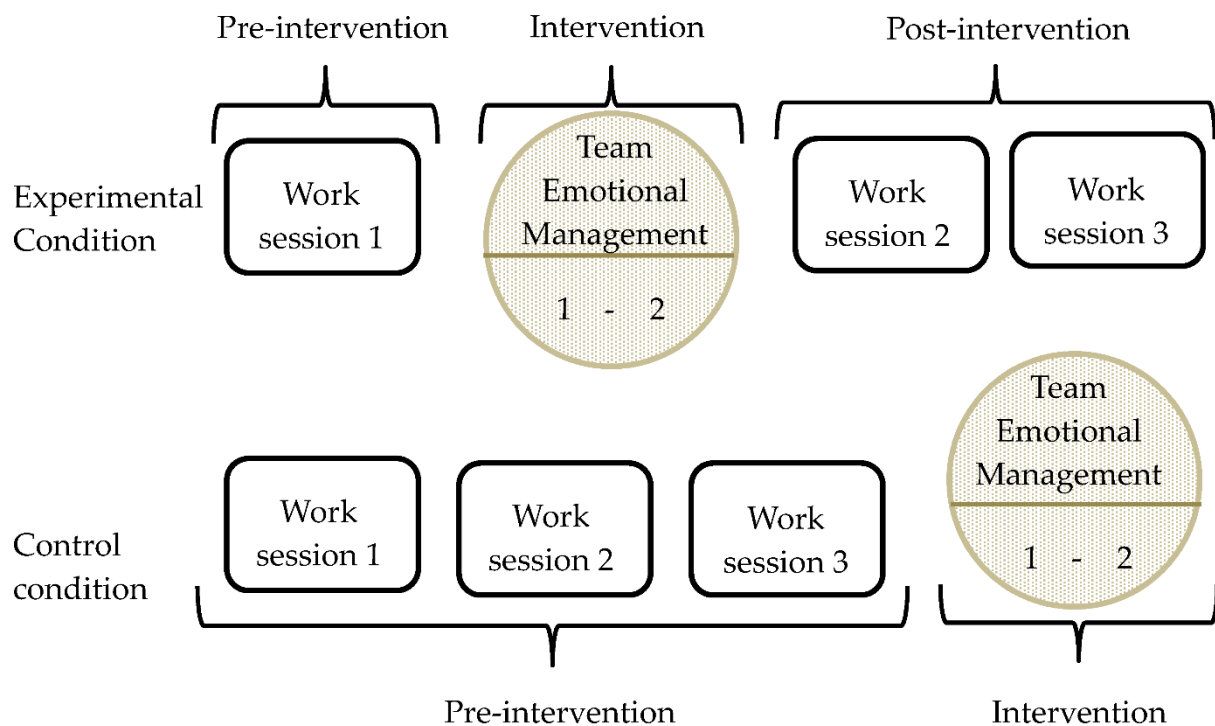 Pre-intervention
Intervention
Post-intervention
Experimental
Condition
Work
session 1
Team
Emotional
Management
1 - 2
Work
session 2
Work
session 3
Control
condition
Work
session 1
Work
session 2
Work
session 3
Team
Emotional
Management
1 - 2
Pre-intervention
Intervention